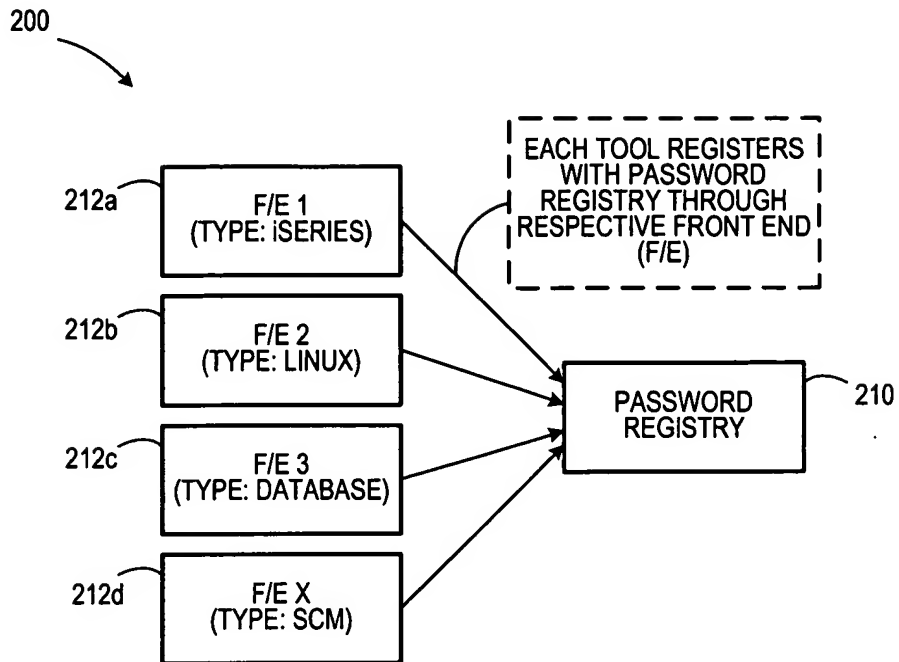 200
EACH TOOL REGISTERS
WITH PASSWORD
REGISTRY THROUGH
RESPECTIVE FRONT END
(F/E)
212a
F/E 1
(TYPE: iSERIES)
212b
F/E 2
(TYPE: LINUX)
212c
F/E 3
(TYPE: DATABASE)
212d
F/E X
(TYPE: SCM)
PASSWORD
REGISTRY
210